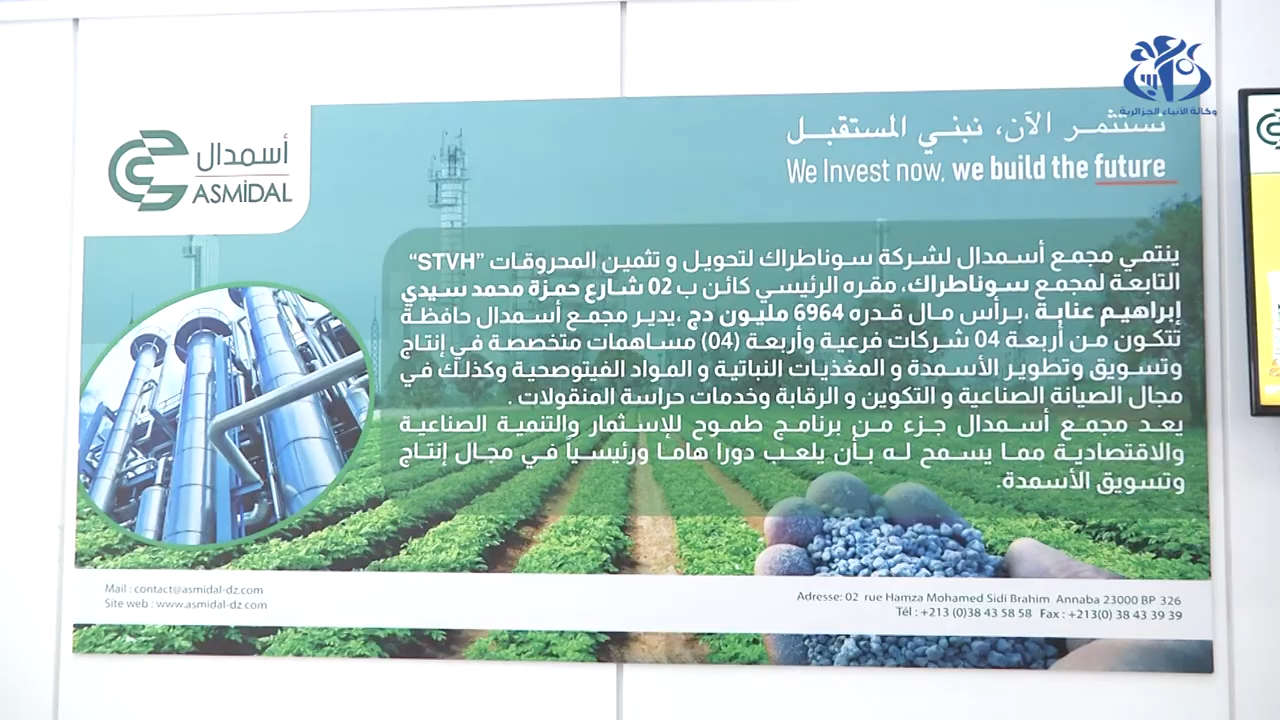 وكالة الأنباء الجزائرية
أسمدال
ASMİDAL
نستثمر الآن، نبني المستقبل
We Invest now, we build the future
ينتمي مجمع أسمدال لشركة سوناطراك لتحويل و تثمين المحروقات "STVH"
التابعة لمجمع سوناطراك، مقره الرئيسي كائن ب 02 شارع حمزة محمد سيدي
إبراهيم عنابة ،برأس مال قدره 6964 مليون دج ،يدير مجمع أسمدال حافظة
تتكون من أربعة 04 شركات فرعية وأربعة (04) مساهمات متخصصة في إنتاج
وتسويق وتطوير الأسمدة و المغذيات النباتية و المواد الفيتوصحية وكذلك في
مجال الصيانة الصناعية و التكوين و الرقابة وخدمات حراسة المنقولات .
يعد مجمع أسمدال جزء من برنامج طموح للإستثمار والتنمية الصناعية
والاقتصادية مما يسمح له بأن يلعب دورا هاما ورئيسياً في مجال إنتاج
وتسويق الأسمدة.
Mail : contact@asmidal-dz.com
Site web : www.asmidal-dz.com
Adresse: 02 rue Hamza Mohamed Sidi Brahim Annaba 23000 BP 326
Tél : +213 (0)38 43 58 58 Fax : +213(0) 38 43 39 39